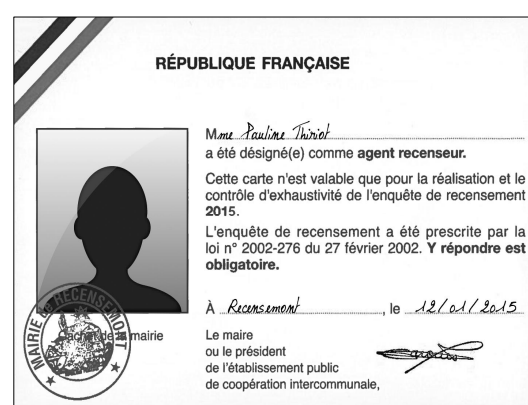 RÉPUBLIQUE FRANÇAISE
Mme Pauline Thiriot
a été désigné(e) comme agent recenseur.
Cette carte n'est valable que pour la réalisation et le
contrôle d'exhaustivité de l'enquête de recensement
2015.
L'enquête de recensement a été prescrite par la
loi n° 2002-276 du 27 février 2002. Y répondre est
obligatoire.
À Recensemont, le 12/01/2015
Cachet de la mairie
MAIRIE de RECENSEMONT
Le maire
ou le président
de l'établissement public
de coopération intercommunale,